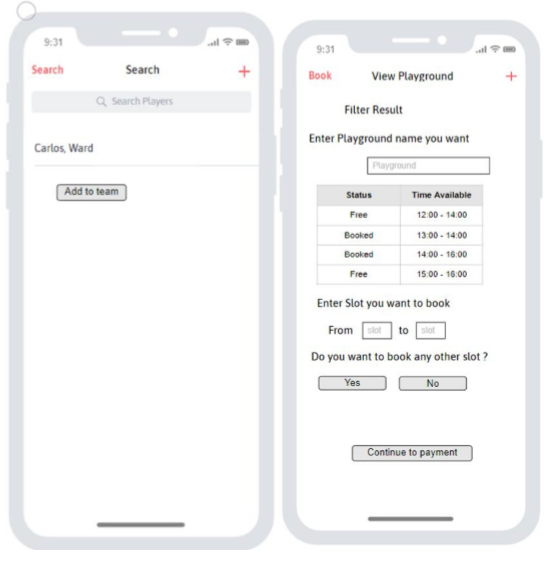 9:31
Search Search +
Search Players
Carlos, Ward
Add to team
9:31
Book View Playground +
Filter Result
Enter Playground name you want
Playground
Status Time Available
Free 12:00 - 14:00
Booked 13:00 - 14:00
Booked 14:00 - 16:00
Free 15:00 - 16:00
Enter Slot you want to book
From slot to slot
Do you want to book any other slot ?
Yes No
Continue to payment